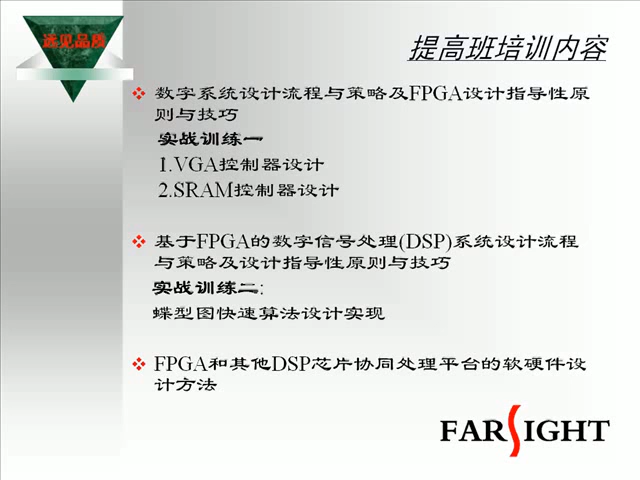 远见品质
提高班培训内容
数字系统设计流程与策略及FPGA设计指导性原
则与技巧
实战训练一
1.VGA控制器设计
2.SRAM控制器设计
基于FPGA的数字信号处理(DSP)系统设计流程
与策略及设计指导性原则与技巧
实战训练二:
蝶型图快速算法设计实现
FPGA和其他DSP芯片协同处理平台的软硬件设
计方法
FARSIGHT